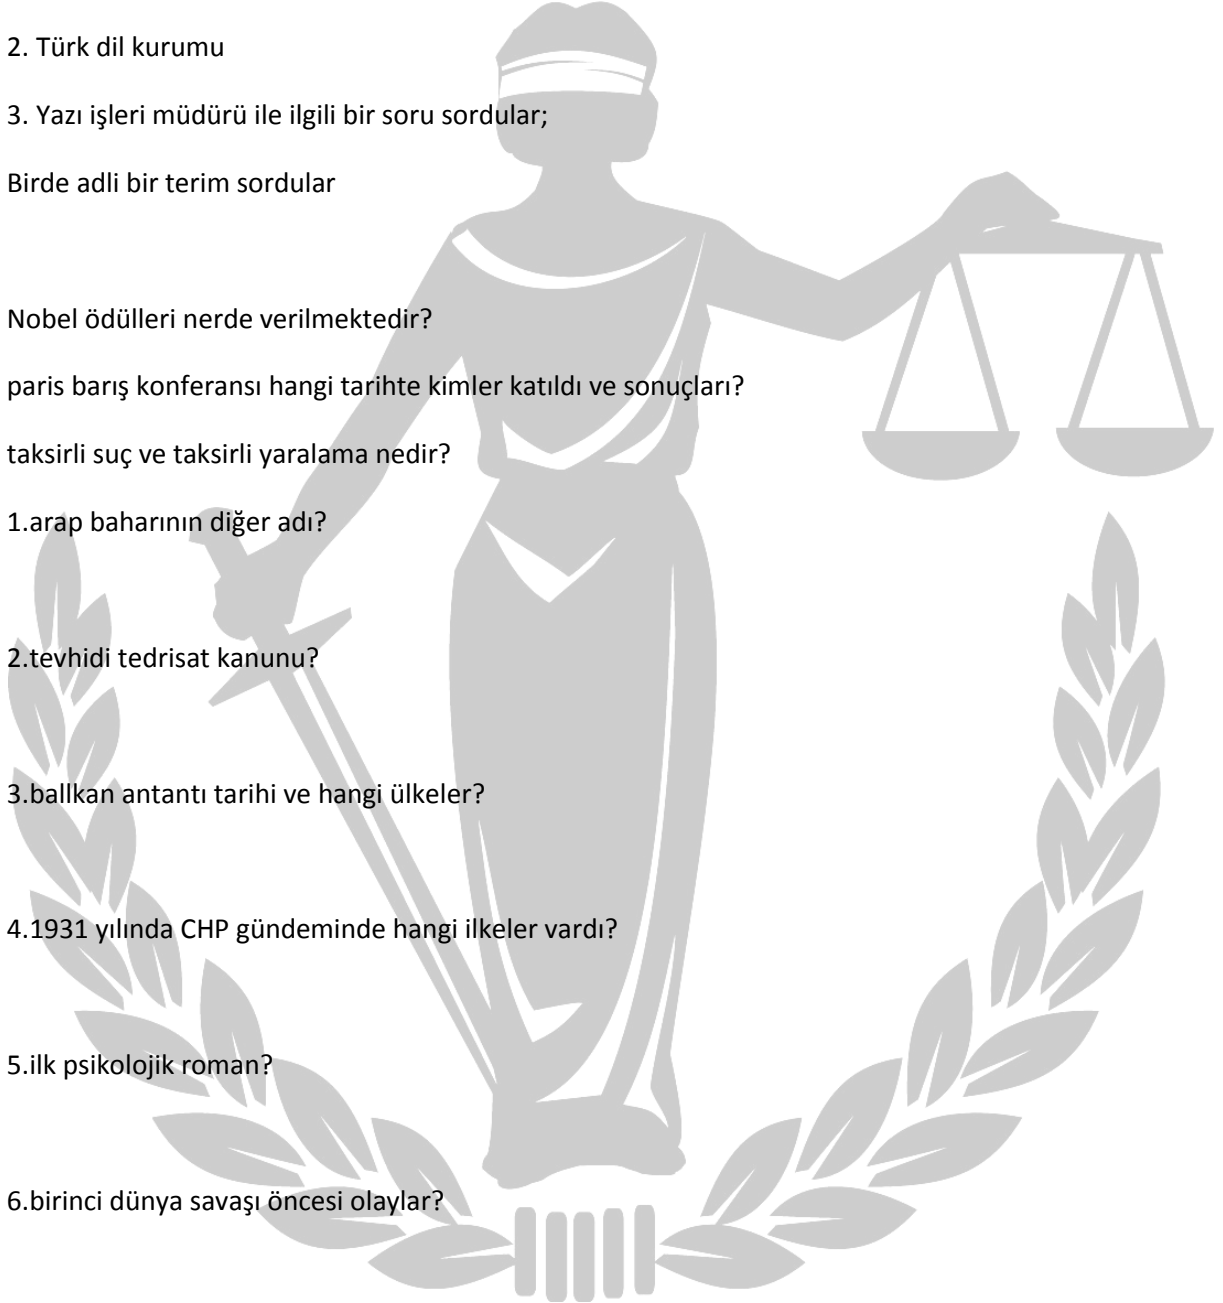 2. Türk dil kurumu
3. Yazı işleri müdürü ile ilgili bir soru sordular;
Birde adli bir terim sordular
Nobel ödülleri nerde verilmektedir?
paris barış konferansı hangi tarihte kimler katıldı ve sonuçları?
taksirli suç ve taksirli yaralama nedir?
1.arap baharının diğer adı?
2.tevhidi tedrisat kanunu?
3.ballkan antantı tarihi ve hangi ülkeler?
4.1931 yılında CHP gündeminde hangi ilkeler vardı?
5.ilk psikolojik roman?
6.birinci dünya savaşı öncesi olaylar?